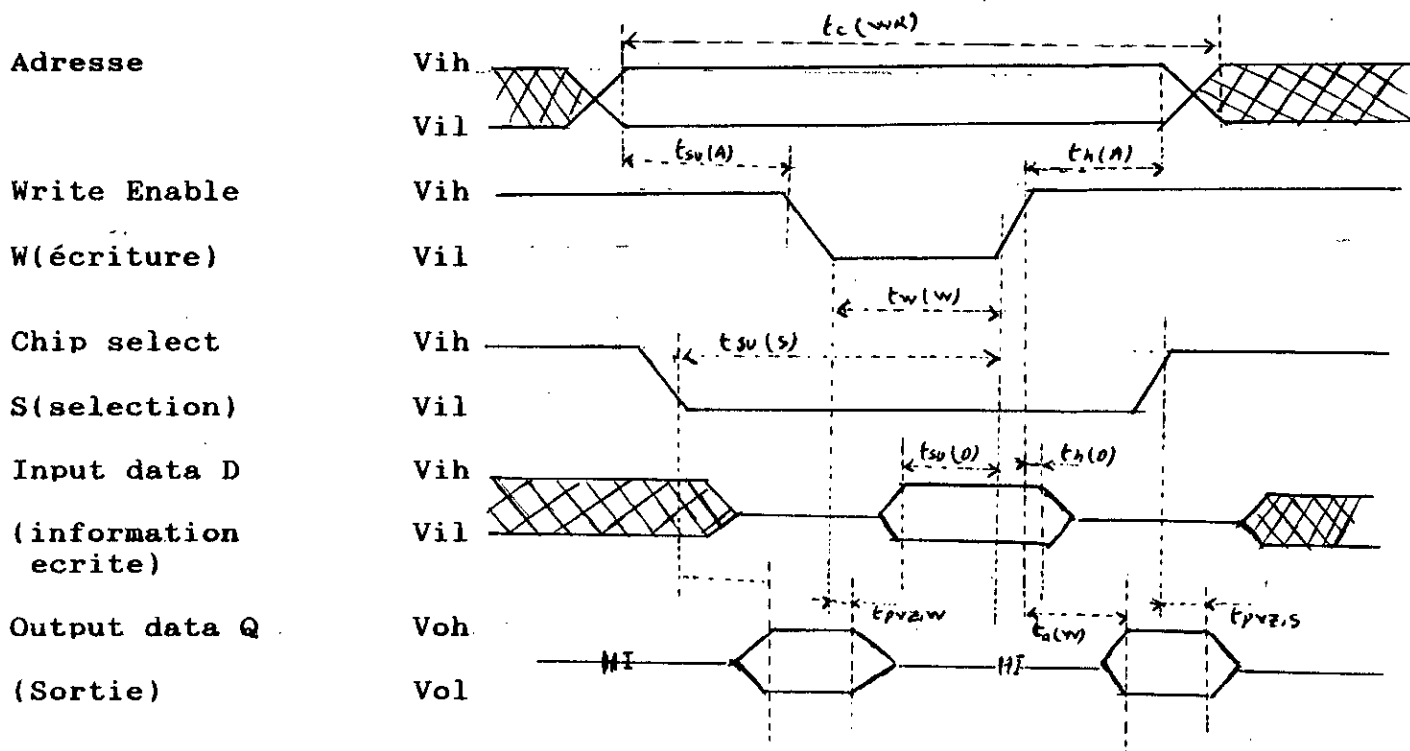 tc(WR)
Adresse Vih
Vil
tsu(A) th(A)
Write Enable Vih
W(écriture) Vil
tw(W)
Chip select Vih tsu(S)
S(selection) Vil
Input data D Vih tsu(D) th(D)
(information Vil
ecrite)
tpvz,w tpvz,s
Output data Q Voh ta(W)
HI HI
(Sortie) Vol